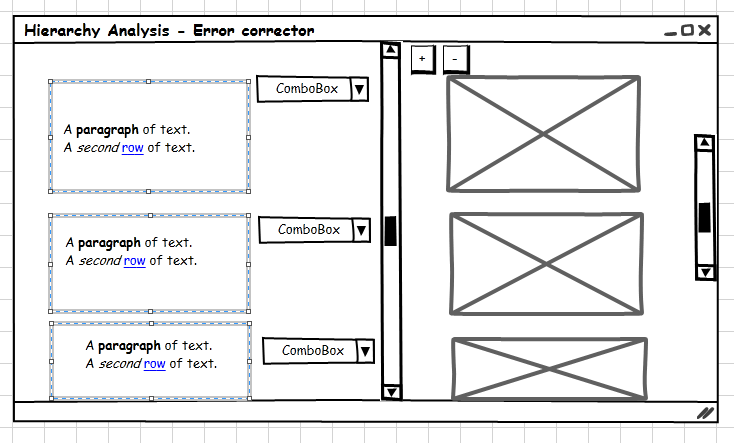 Hierarchy Analysis - Error corrector
+ -
ComboBox
A paragraph of text.
A second row of text.
ComboBox
A paragraph of text.
A second row of text.
ComboBox
A paragraph of text.
A second row of text.